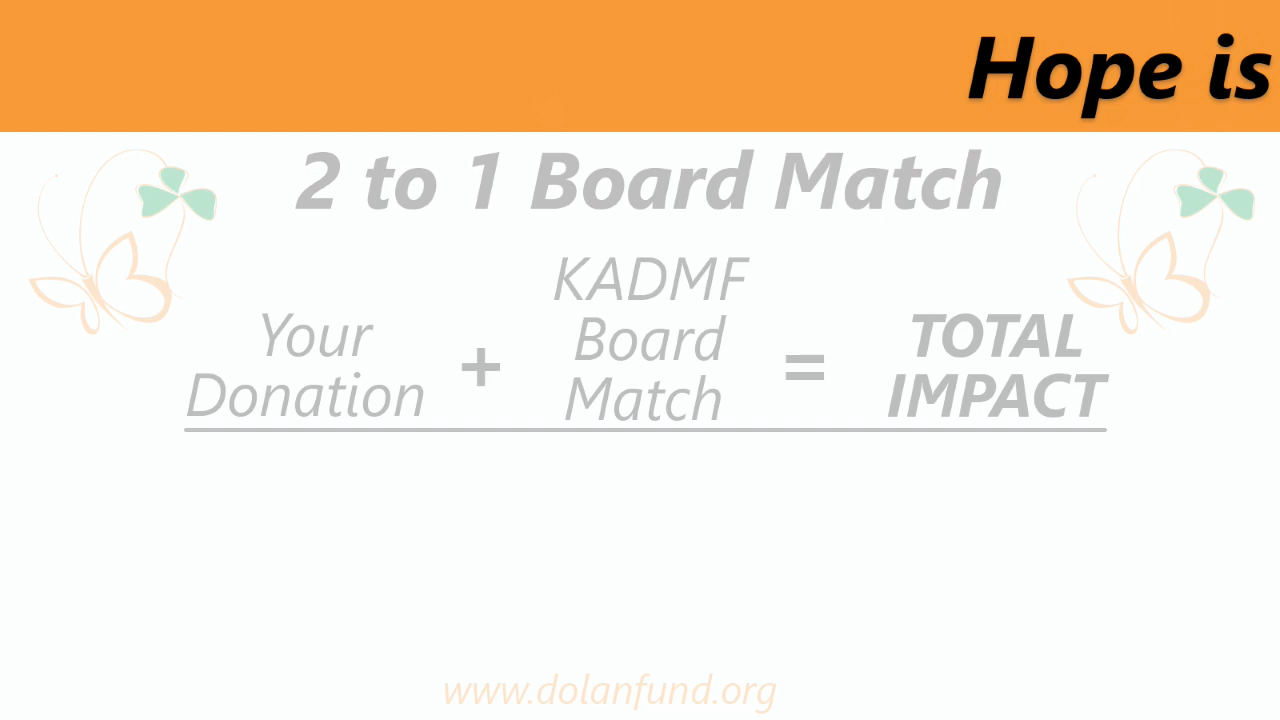 Hope is
2 to 1 Board Match
Your
Donation
+
KADMF
Board
Match
=
TOTAL
IMPACT
www.dolanfund.org